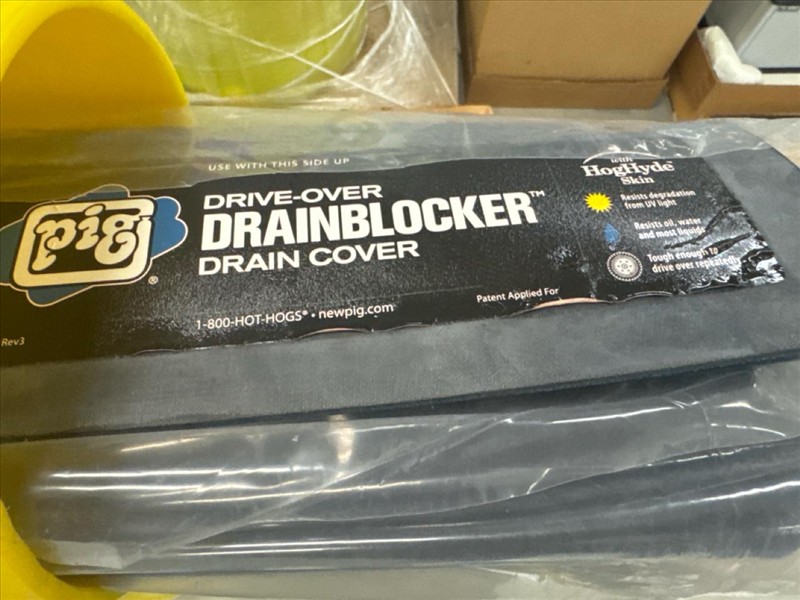 USE WITH THIS SIDE UP
pig®
DRIVE-OVER
DRAINBLOCKER™
DRAIN COVER
1-800-HOT-HOGS® • newpig.com
Patent Applied For
Rev3
with
HogHyde™
Skin
Resists degradation
from UV light
Resists oil, water
and most liquids
Tough enough to
drive over repeatedly